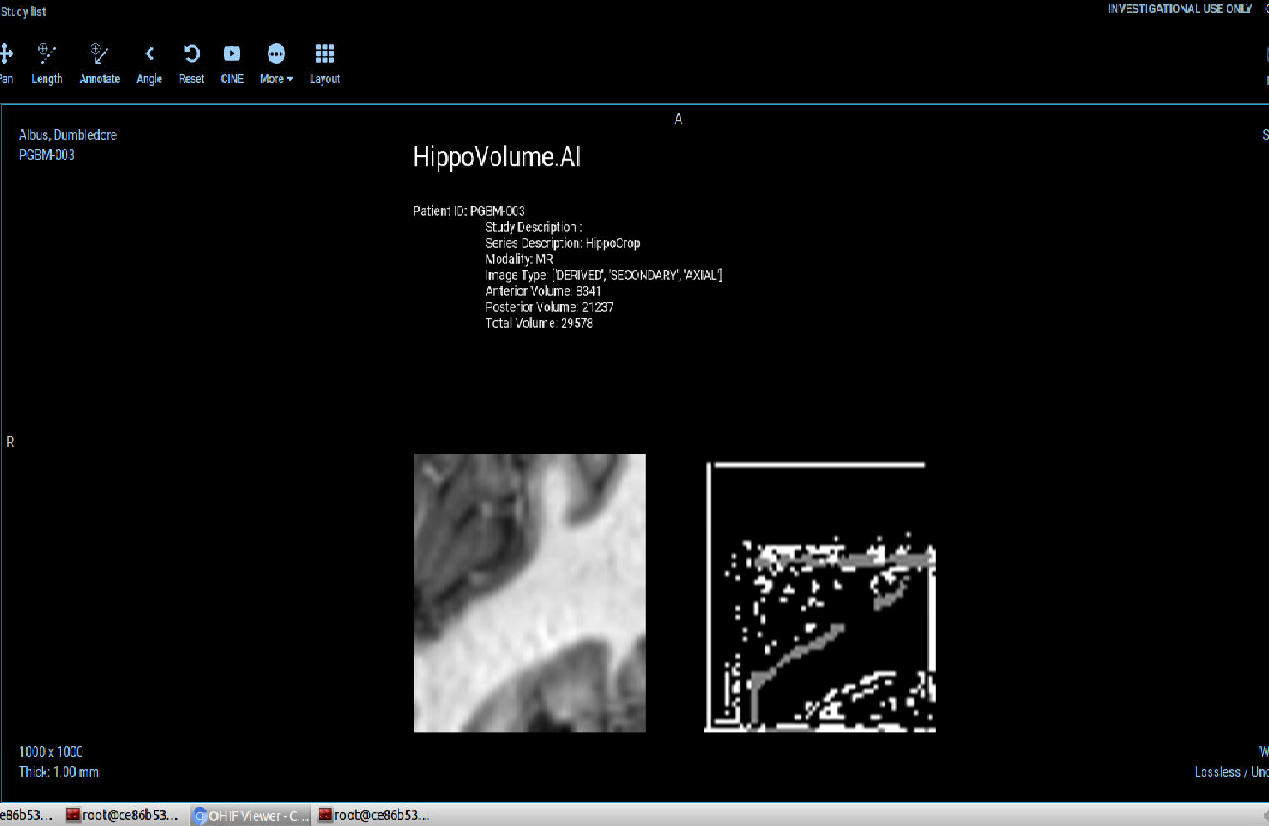 Study list
INVESTIGATIONAL USE ONLY
Pan Length Annotate Angle Reset CINE More Layout
A
Albus, Dumbledore
PGBM-003
HippoVolume.AI
Patient ID: PGBM-003
Study Description :
Series Description: HippoCrop
Modality: MR
Image Type: ['DERIVED', 'SECONDARY', 'AXIAL']
Anterior Volume: 8341
Posterior Volume: 21237
Total Volume: 29578
R
1000 x 1000
Thick: 1.00 mm
Lossless /
e86b53... root@ce86b53... OHIF Viewer - C... root@ce86b53...